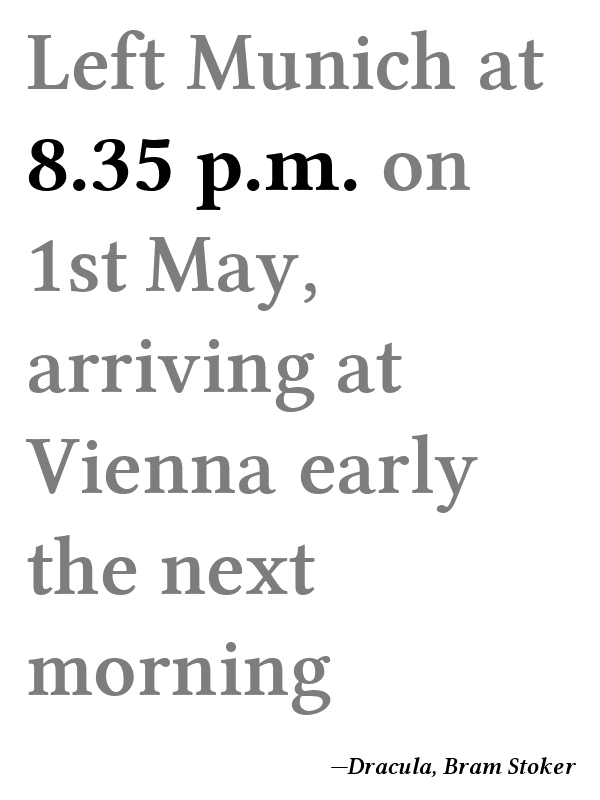 Left Munich at
8.35 p.m. on
1st May,
arriving at
Vienna early
the next
morning
—Dracula, Bram Stoker